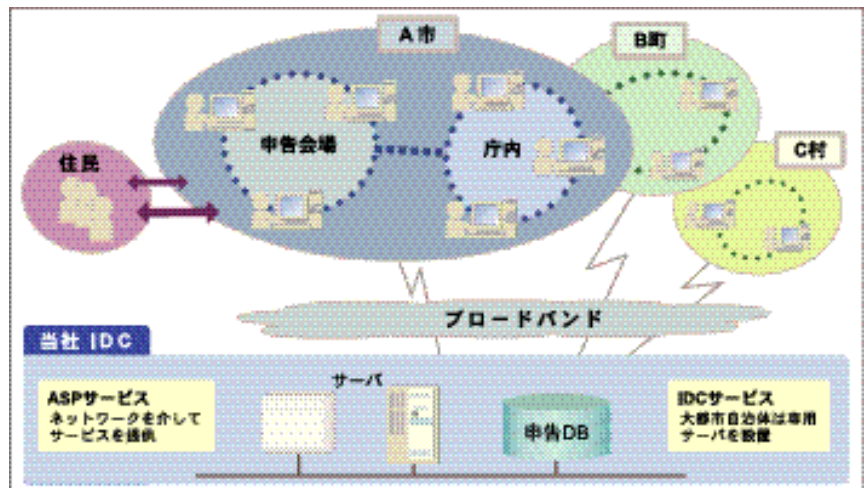 A市
B町
C村
住民
申告会場
庁内
ブロードバンド
当社 IDC
サーバ
ASPサービス
ネットワークを介して
サービスを提供
申告DB
IDCサービス
大都市自治体は専用
サーバを設置